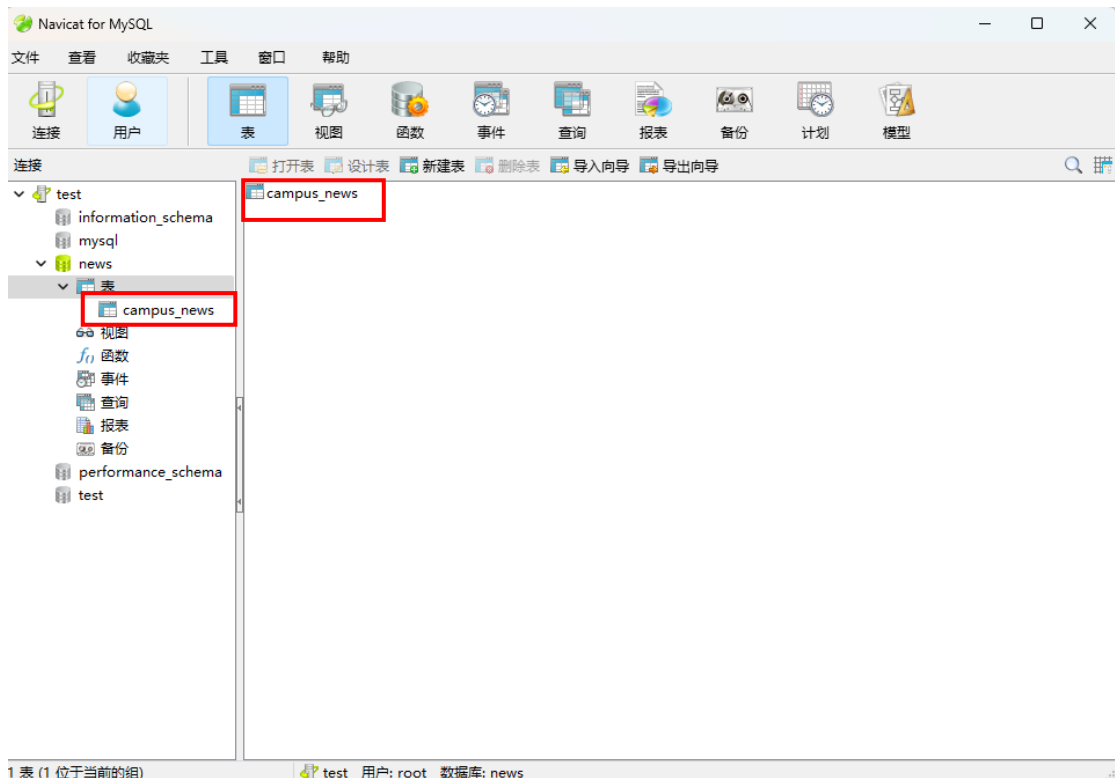 Navicat for MySQL
文件 查看 收藏夹 工具 窗口 帮助
连接 用户 表 视图 函数 事件 查询 报表 备份 计划 模型
连接 打开表 设计表 新建表 删除表 导入向导 导出向导
test
information_schema
mysql
news
表
campus_news
视图
函数
事件
查询
报表
备份
performance_schema
test
campus_news
1 表 (1 位于当前的组) test 用户: root 数据库: news